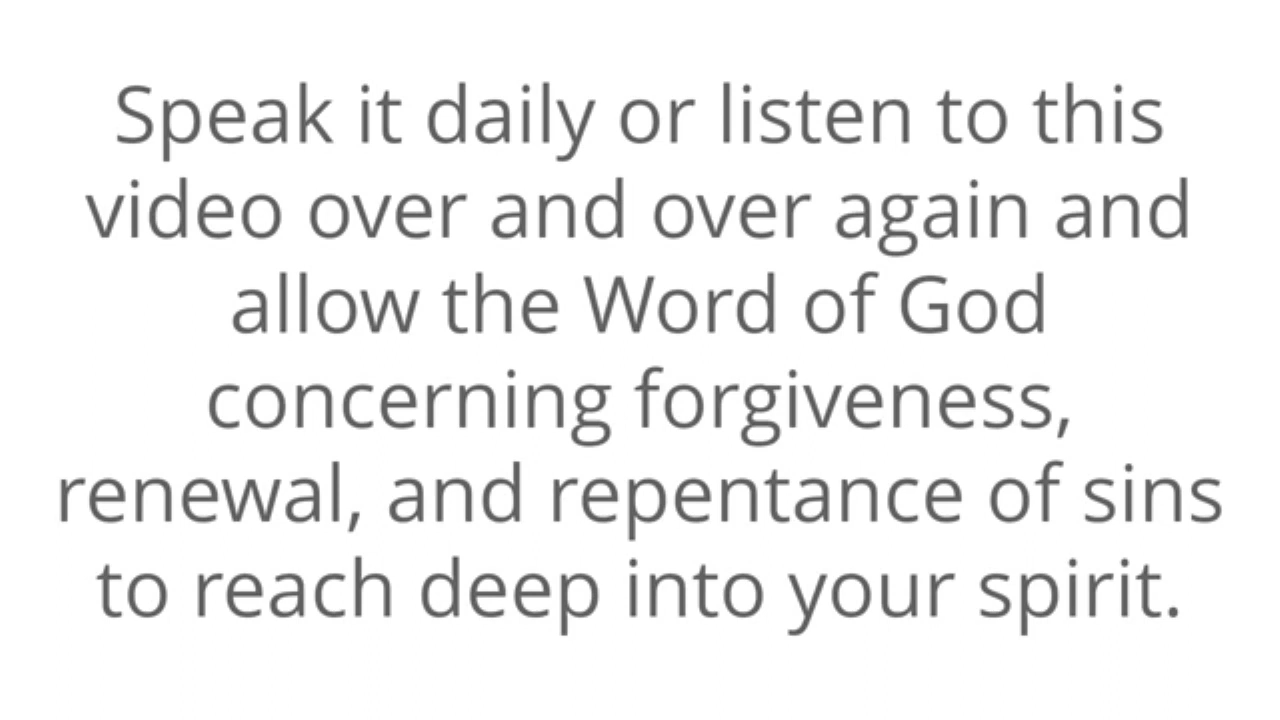 Speak it daily or listen to this
video over and over again and
allow the Word of God
concerning forgiveness,
renewal, and repentance of sins
to reach deep into your spirit.